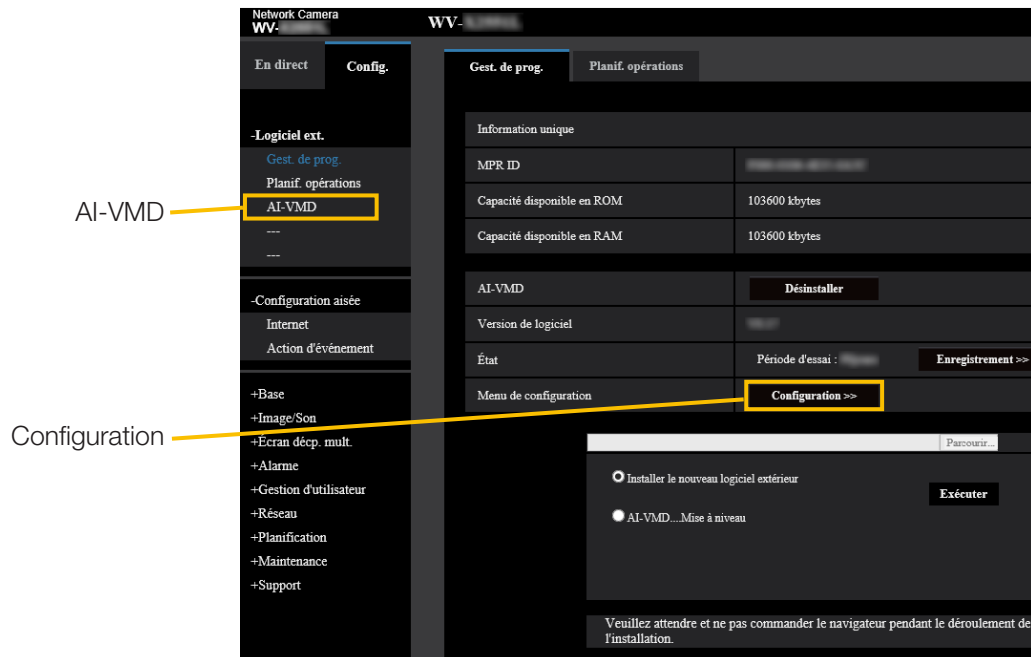 Network Camera
WV-
WV-
En direct
Config.
Gest. de prog.
Planif. opérations
-Logiciel ext.
Gest. de prog.
Planif. opérations
AI-VMD
---
---
-Configuration aisée
Internet
Action d'événement
+Base
+Image/Son
+Écran décp. mult.
+Alarme
+Gestion d'utilisateur
+Réseau
+Planification
+Maintenance
+Support
AI-VMD
Configuration
Information unique
MPR ID
Capacité disponible en ROM 103600 kbytes
Capacité disponible en RAM 103600 kbytes
AI-VMD Désinstaller
Version de logiciel
État Période d'essai : Enregistrement >>
Menu de configuration Configuration >>
Parcourir...
Installer le nouveau logiciel extérieur
Exécuter
AI-VMD....Mise à niveau
Veuillez attendre et ne pas commander le navigateur pendant le déroulement de
l'installation.